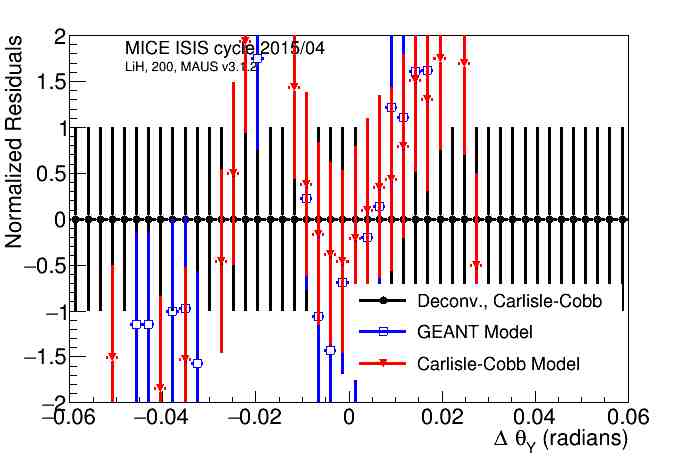 MICE ISIS cycle 2015/04
LiH, 200, MAUS v3.1.2
Normalized Residuals
2
1.5
1
0.5
0
−0.5
−1
−1.5
−2
Deconv., Carlisle-Cobb
GEANT Model
Carlisle-Cobb Model
−0.06 −0.04 −0.02 0 0.02 0.04 0.06
Δ θY (radians)